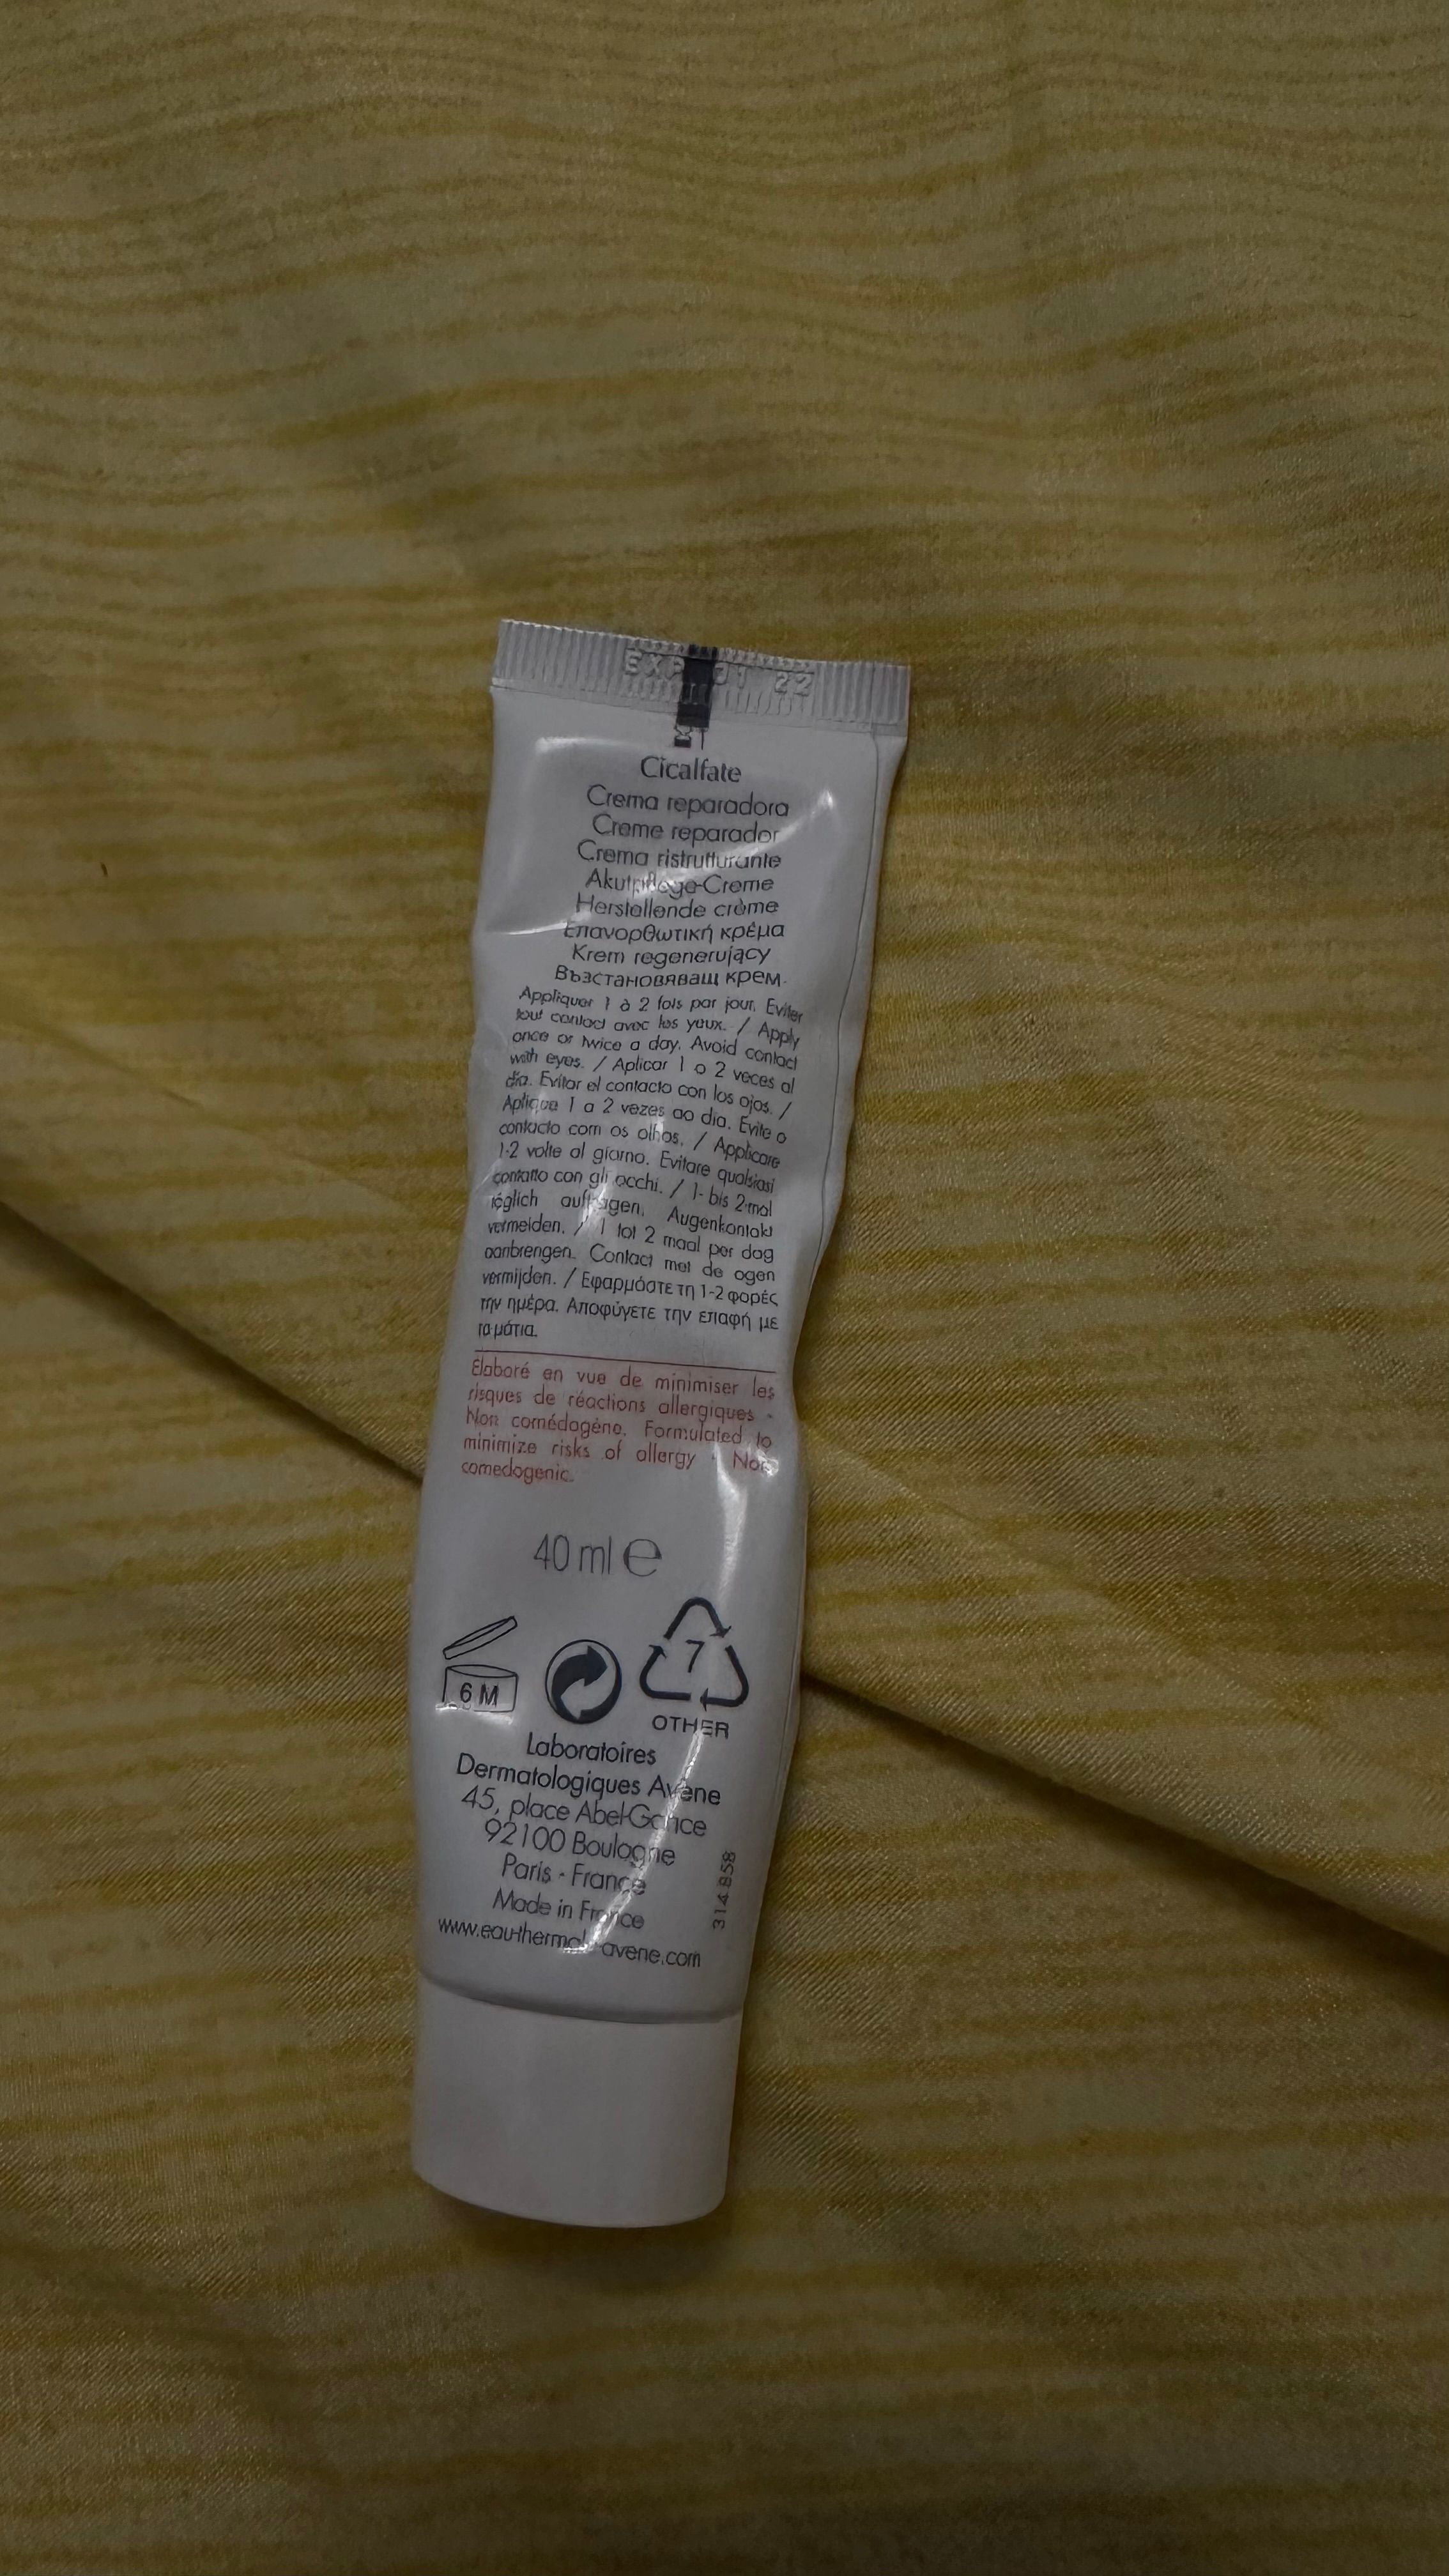 EXP 01 22
Cicalfate
Crema reparadora
Creme reparador
Crema ristrutturante
Akutpflege-Creme
Herstellende crème
Επανορθωτική κρέμα
Krem regenerujący
Възстановяващ крем
Appliquer 1 à 2 fois par jour. Eviter
tout contact avec les yeux. / Apply
once or twice a day. Avoid contact
with eyes. / Aplicar 1 o 2 veces al
día. Evitar el contacto con los ojos. /
Aplique 1 a 2 vezes ao dia. Evite o
contacto com os olhos. / Applicare
1-2 volte al giorno. Evitare qualsiasi
contatto con gli occhi. / 1- bis 2-mal
täglich auftragen. Augenkontakt
vermeiden. / 1 tot 2 maal per dag
aanbrengen. Contact met de ogen
vermijden. / Εφαρμόστε τη 1-2 φορές
την ημέρα. Αποφύγετε την επαφή με
τα μάτια.
Elaboré en vue de minimiser les
risques de réactions allergiques -
Non comédogène. Formulated to
minimize risks of allergy - Non
comedogenic.
40 ml e
6 M
7
OTHER
Laboratoires
Dermatologiques Avène
45, place Abel-Gance
92100 Boulogne
Paris - France
Made in France
www.eau-thermale-avene.com
314 858